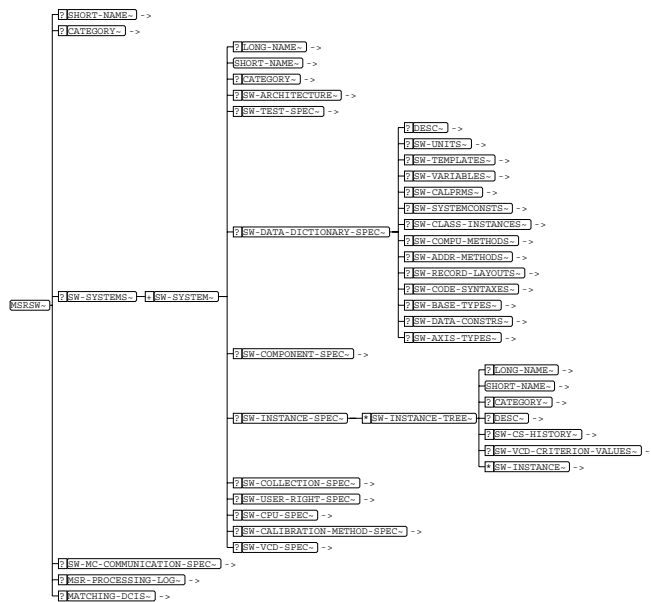 ? SHORT-NAME~ ->
? CATEGORY~ ->
? LONG-NAME~ ->
SHORT-NAME~ ->
? CATEGORY~ ->
? SW-ARCHITECTURE~ ->
? SW-TEST-SPEC~ ->
? DESC~ ->
? SW-UNITS~ ->
? SW-TEMPLATES~ ->
? SW-VARIABLES~ ->
? SW-CALPRMS~ ->
? SW-SYSTEMCONSTS~ ->
? SW-CLASS-INSTANCES~ ->
? SW-DATA-DICTIONARY-SPEC~
? SW-COMPU-METHODS~ ->
? SW-ADDR-METHODS~ ->
? SW-RECORD-LAYOUTS~ ->
? SW-CODE-SYNTAXES~ ->
? SW-BASE-TYPES~ ->
MSRSW~ ? SW-SYSTEMS~ + SW-SYSTEM~
? SW-DATA-CONSTRS~ ->
? SW-AXIS-TYPES~ ->
? SW-COMPONENT-SPEC~ ->
? LONG-NAME~ ->
SHORT-NAME~ ->
? CATEGORY~ ->
? SW-INSTANCE-SPEC~ * SW-INSTANCE-TREE~ ? DESC~ ->
? SW-CS-HISTORY~ ->
? SW-VCD-CRITERION-VALUES~ -
* SW-INSTANCE~ ->
? SW-COLLECTION-SPEC~ ->
? SW-USER-RIGHT-SPEC~ ->
? SW-CPU-SPEC~ ->
? SW-CALIBRATION-METHOD-SPEC~ ->
? SW-VCD-SPEC~ ->
? SW-MC-COMMUNICATION-SPEC~ ->
? MSR-PROCESSING-LOG~ ->
? MATCHING-DCIS~ ->